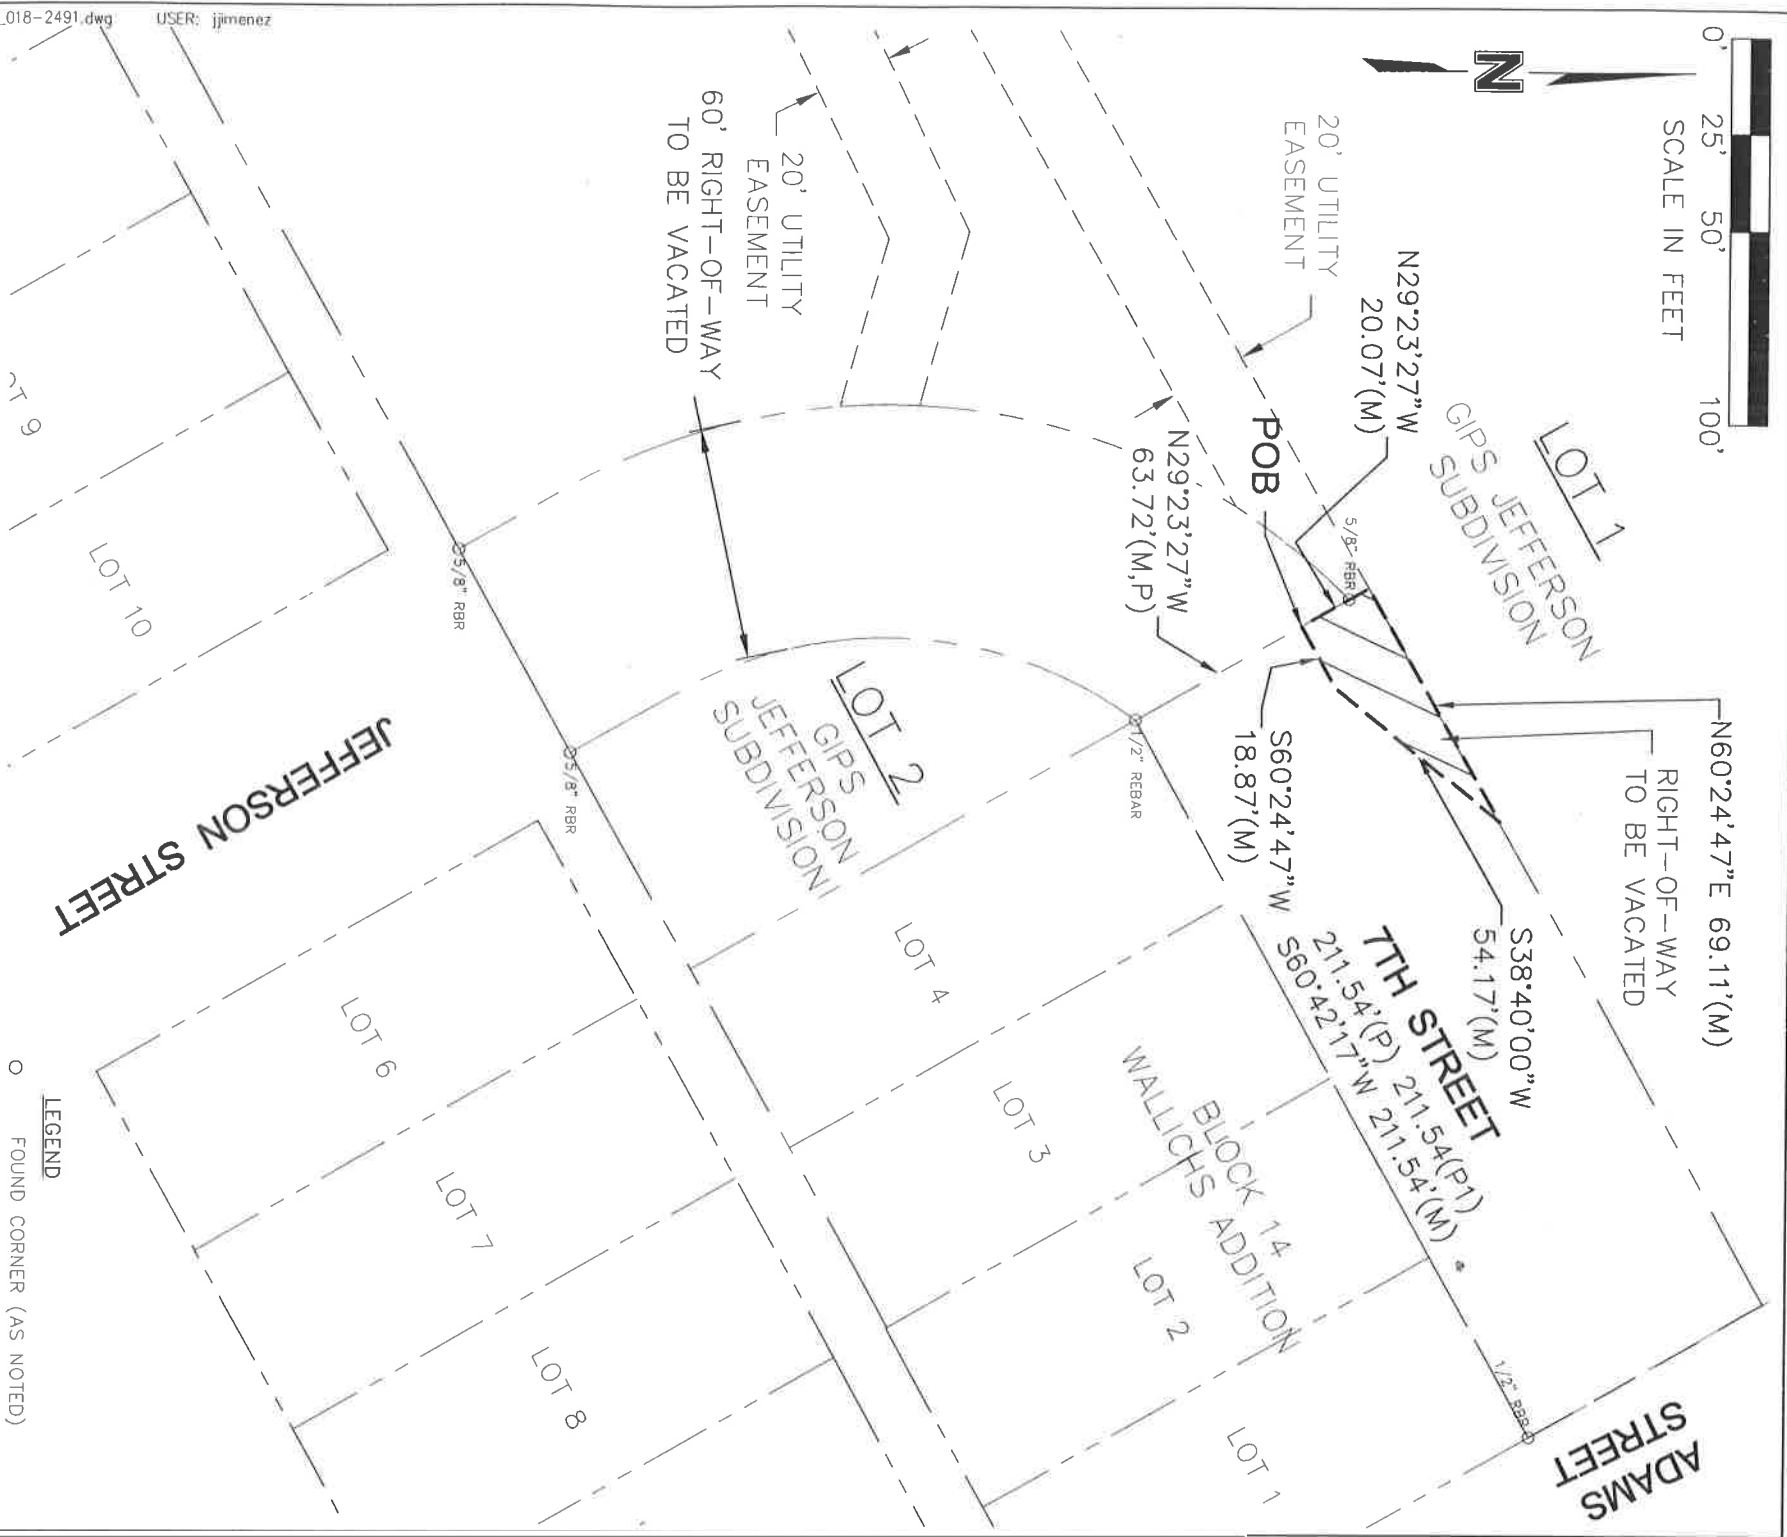 _018-2491.dwg USER: jjimenez
0' 25' 50' 100'
SCALE IN FEET
N
20' UTILITY
EASEMENT
20' UTILITY
EASEMENT
60' RIGHT-OF-WAY
TO BE VACATED
N29°23'27"W
20.07'(M)
LOT 1
GIPS JEFFERSON
SUBDIVISION
POB
5/8" RBR
N29°23'27"W
63.72'(M,P)
N60°24'47"E 69.11'(M)
RIGHT-OF-WAY
TO BE VACATED
S38°40'00"W
54.17'(M)
S60°24'47"W
18.87'(M)
7TH STREET
211.54'(P) 211.54(P1)
S60°42'17"W 211.54'(M)
1/2" REBAR
LOT 2
GIPS
JEFFERSON
SUBDIVISION
5/8" RBR
5/8" RBR
OT 9
LOT 10
JEFFERSON STREET
LOT 4
LOT 3
BLOCK 14
WALLICHS ADDITION
LOT 2
LOT 1
LOT 6
LOT 7
LOT 8
1/2" RBR
ADAMS
STREET
LEGEND
FOUND CORNER (AS NOTED)